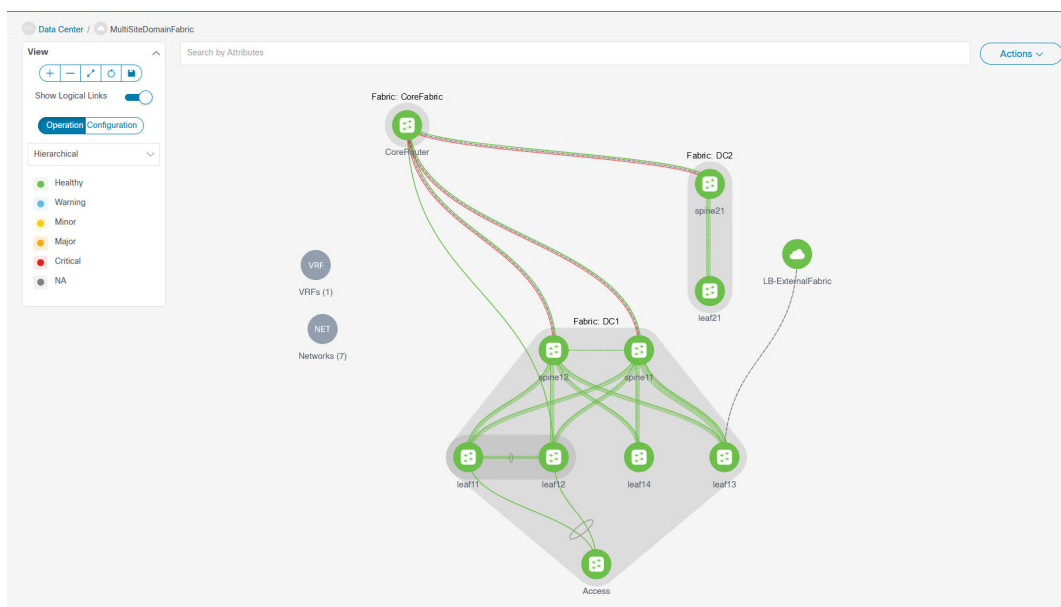 Data Center / MultiSiteDomainFabric
View
Search by Attributes
Actions
Show Logical Links
Operation Configuration
Hierarchical
Healthy
Warning
Minor
Major
Critical
NA
Fabric: CoreFabric
CoreRouter
Fabric: DC2
spine21
leaf21
LB-ExternalFabric
VRF
VRFs (1)
NET
Networks (7)
Fabric: DC1
spine12
spine11
leaf11
leaf12
leaf14
leaf13
Access